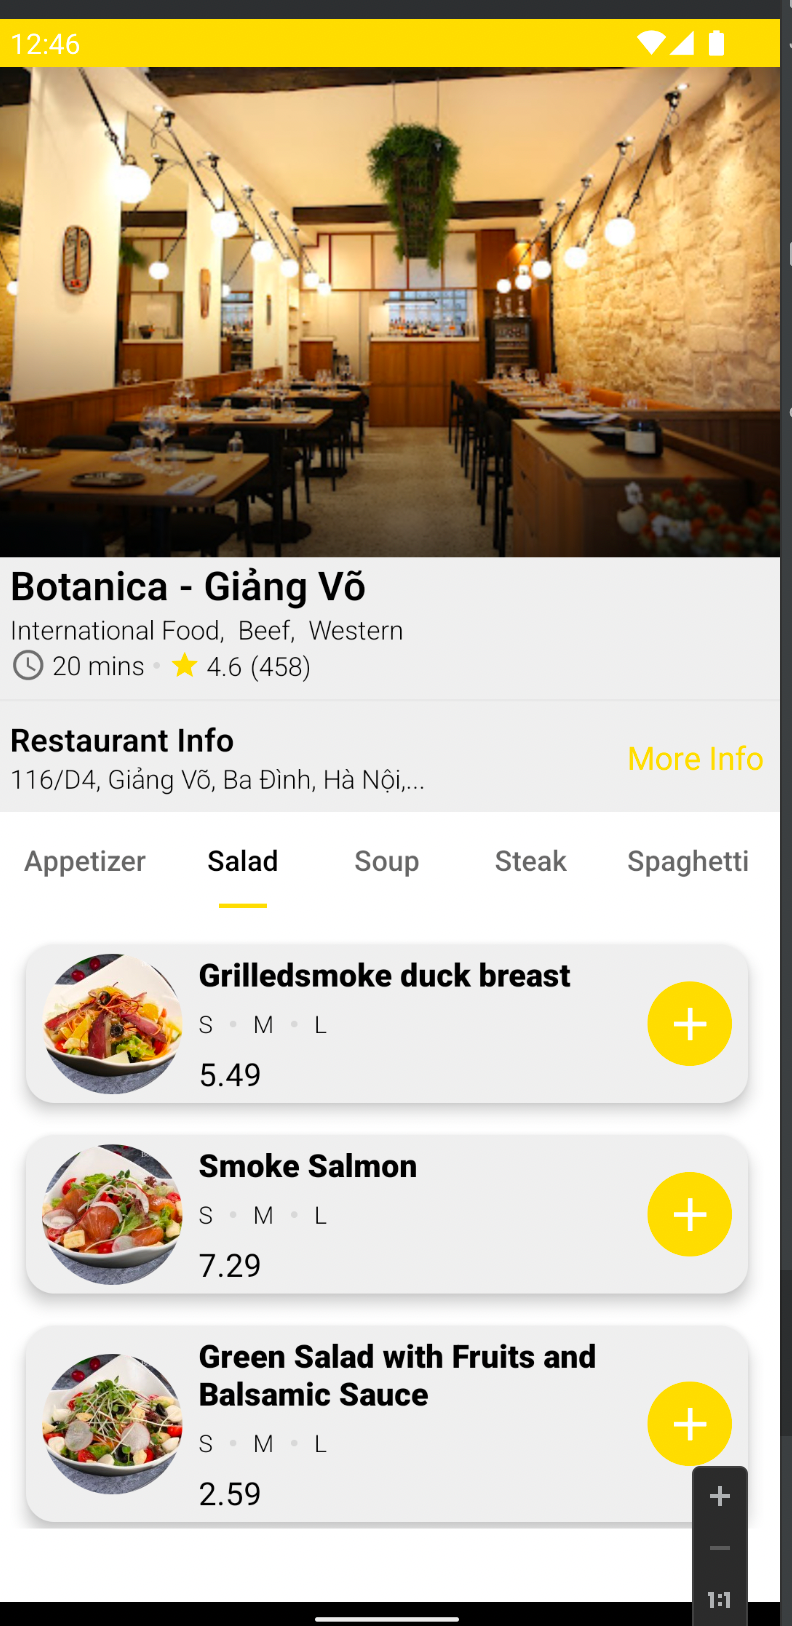 12:46
Botanica - Giảng Võ
International Food,  Beef,  Western
20 mins • 4.6 (458)
Restaurant Info
116/D4, Giảng Võ, Ba Đình, Hà Nội,...
More Info
Appetizer Salad Soup Steak Spaghetti
Grilledsmoke duck breast
S • M • L
5.49
Smoke Salmon
S • M • L
7.29
Green Salad with Fruits and
Balsamic Sauce
S • M • L
2.59
1:1